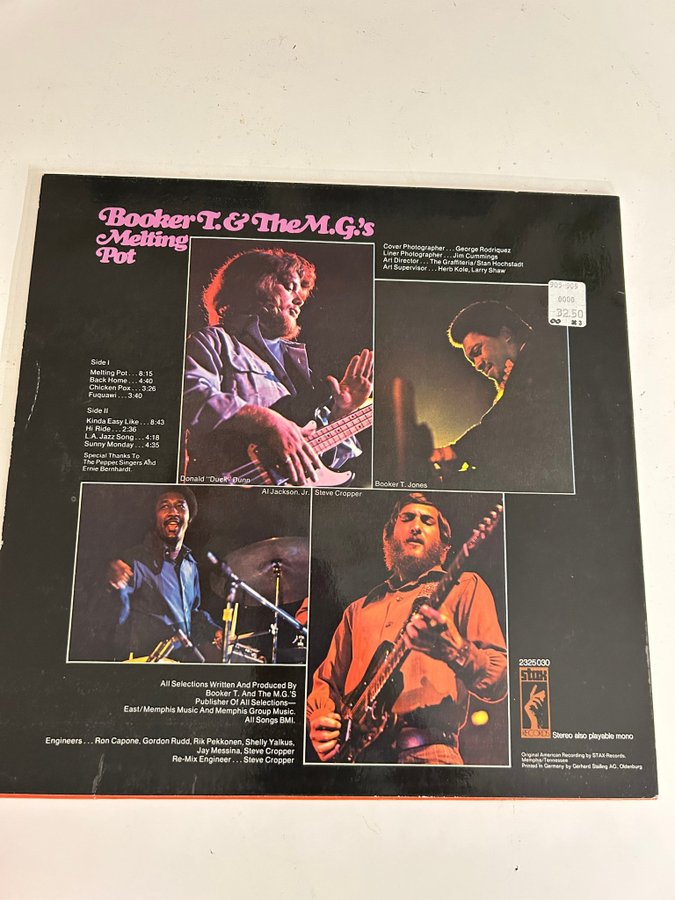 Booker T. & The M.G.'s
Melting
Pot
Cover Photographer . . . George Rodriquez
Liner Photographer . . . Jim Cummings
Art Director . . . The Graffiteria/Stan Hochstadt
Art Supervisor . . . Herb Kole, Larry Shaw
905-905
0000
32.50
3
Side I
Melting Pot . . . 8:15
Back Home . . . 4:40
Chicken Pox . . . 3:26
Fuquawi . . . 3:40
Side II
Kinda Easy Like . . . 8:43
Hi Ride . . . 2:36
L.A. Jazz Song . . . 4:18
Sunny Monday . . . 4:35
Special Thanks To
The Pepper Singers And
Ernie Bernhardt.
Donald "Duck" Dunn
Booker T. Jones
Al Jackson, Jr.
Steve Cropper
All Selections Written And Produced By
Booker T. And The M.G.'S
Publisher Of All Selections—
East/Memphis Music And Memphis Group Music.
All Songs BMI.
Engineers . . . Ron Capone, Gordon Rudd, Rik Pekkonen, Shelly Yalkus,
Jay Messina, Steve Cropper
Re-Mix Engineer . . . Steve Cropper
2325030
stax
RECORDS
Stereo also playable mono
Original American Recording by STAX-Records,
Memphis/Tennessee
Printed in Germany by Gerhard Stalling AG, Oldenburg